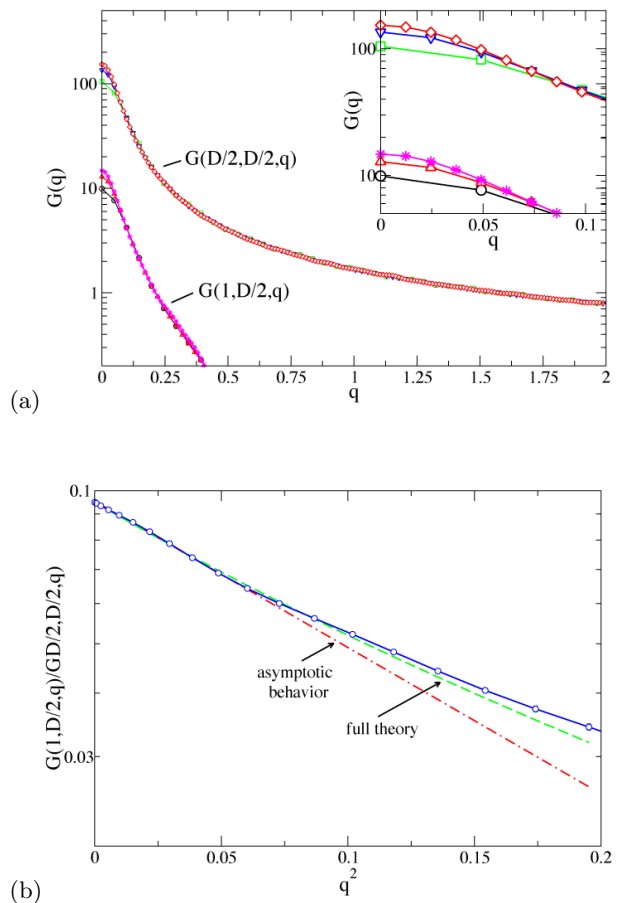 (a)
G(q)
100
10
1
G(D/2,D/2,q)
G(1,D/2,q)
0
0.25
0.5
0.75
1
1.25
1.50
1.75
2
q
G(q)
100
10
0
0.05
0.1
q
(b)
G(1,D/2,q)/GD/2,D/2,q)
0.1
0.03
asymptotic
behavior
full theory
0
0.05
0.1
0.15
0.2
q²